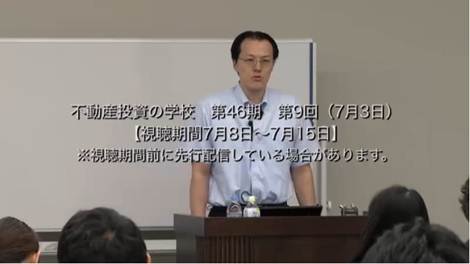 不動産投資の学校　第46期　第9回（7月3日）
【視聴期間7月8日～7月15日】
※視聴期間前に先行配信している場合があります。